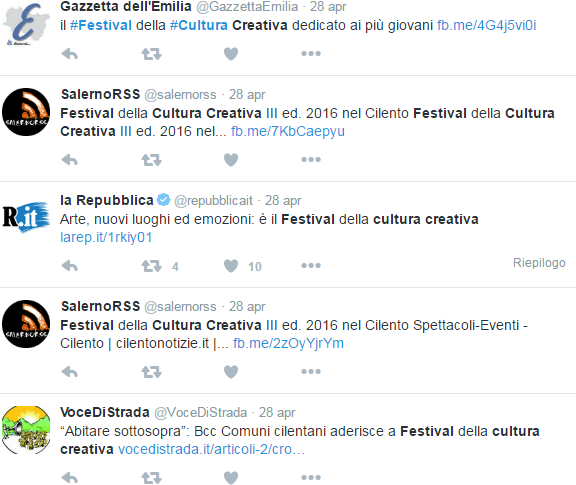 Gazzetta dell'Emilia @GazzettaEmilia · 28 apr
il #Festival della #Cultura Creativa dedicato ai più giovani fb.me/4G4j5vi0i
SalernoRSS @salernorss · 28 apr
Festival della Cultura Creativa III ed. 2016 nel Cilento Festival della Cultura
Creativa III ed. 2016 nel... fb.me/7KbCaepyu
la Repubblica @repubblicait · 28 apr
R.it
Arte, nuovi luoghi ed emozioni: è il Festival della cultura creativa
larep.it/1rkiy01
4 10 Riepilogo
SalernoRSS @salernorss · 28 apr
Festival della Cultura Creativa III ed. 2016 nel Cilento Spettacoli-Eventi -
Cilento | cilentonotizie.it |... fb.me/2zOyYjrYm
VoceDiStrada @VoceDiStrada · 28 apr
“Abitare sottosopra”: Bcc Comuni cilentani aderisce a Festival della cultura
creativa vocedistrada.it/articoli-2/cro…